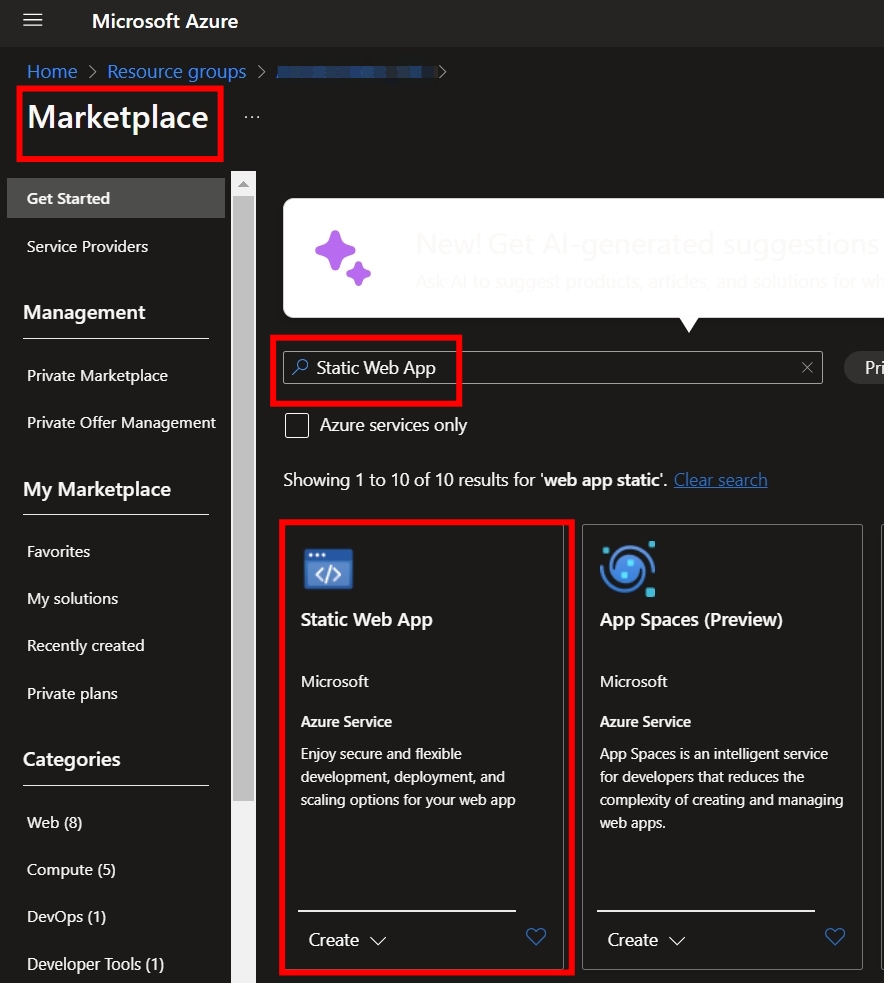 Microsoft Azure
Home > Resource groups >
Marketplace ...
Get Started
Service Providers
Management
Private Marketplace
Private Offer Management
My Marketplace
Favorites
My solutions
Recently created
Private plans
Categories
Web (8)
Compute (5)
DevOps (1)
Developer Tools (1)
New! Get AI-generated suggestions
Ask AI to suggest products, articles, and solutions for
Static Web App
Azure services only
Showing 1 to 10 of 10 results for 'web app static'. Clear search
Static Web App
Microsoft
Azure Service
Enjoy secure and flexible
development, deployment, and
scaling options for your web app
Create
App Spaces (Preview)
Microsoft
Azure Service
App Spaces is an intelligent service
for developers that reduces the
complexity of creating and managing
web apps.
Create